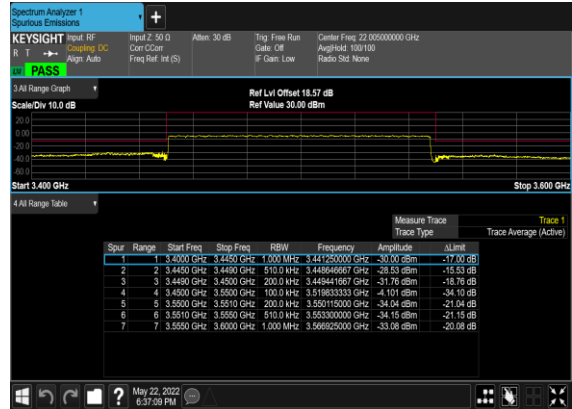 Spectrum Analyzer 1
Spurious Emissions
+
KEYSIGHT Input: RF Input Z: 50 Ω Atten: 30 dB Trig: Free Run Center Freq: 22.005000000 GHz
R T Coupling: DC Corr CCorr Gate: Off Avg|Hold: 100/100
Align: Auto Freq Ref: Int (S) IF Gain: Low Radio Std: None
PASS
3 All Range Graph
Ref Lvl Offset 18.57 dB
Scale/Div 10.0 dB Ref Value 30.00 dBm
20.0
0.00
-20.0
-40.0
-60.0
Start 3.400 GHz Stop 3.600 GHz
4 All Range Table
Measure Trace Trace 1
Trace Type Trace Average (Active)
Spur Range Start Freq Stop Freq RBW Frequency Amplitude ΔLimit
1 1 3.4000 GHz 3.4450 GHz 1.000 MHz 3.441250000 GHz -30.00 dBm -17.00 dB
2 2 3.4450 GHz 3.4490 GHz 510.0 kHz 3.448646667 GHz -28.53 dBm -15.53 dB
3 3 3.4490 GHz 3.4500 GHz 200.0 kHz 3.449441667 GHz -31.76 dBm -18.76 dB
4 4 3.4500 GHz 3.5500 GHz 100.0 kHz 3.519833333 GHz -4.101 dBm -34.10 dB
5 5 3.5500 GHz 3.5510 GHz 200.0 kHz 3.550115000 GHz -34.04 dBm -21.04 dB
6 6 3.5510 GHz 3.5550 GHz 510.0 kHz 3.553300000 GHz -34.15 dBm -21.15 dB
7 7 3.5550 GHz 3.6000 GHz 1.000 MHz 3.566925000 GHz -33.08 dBm -20.08 dB
?
May 22, 2022
6:37:09 PM